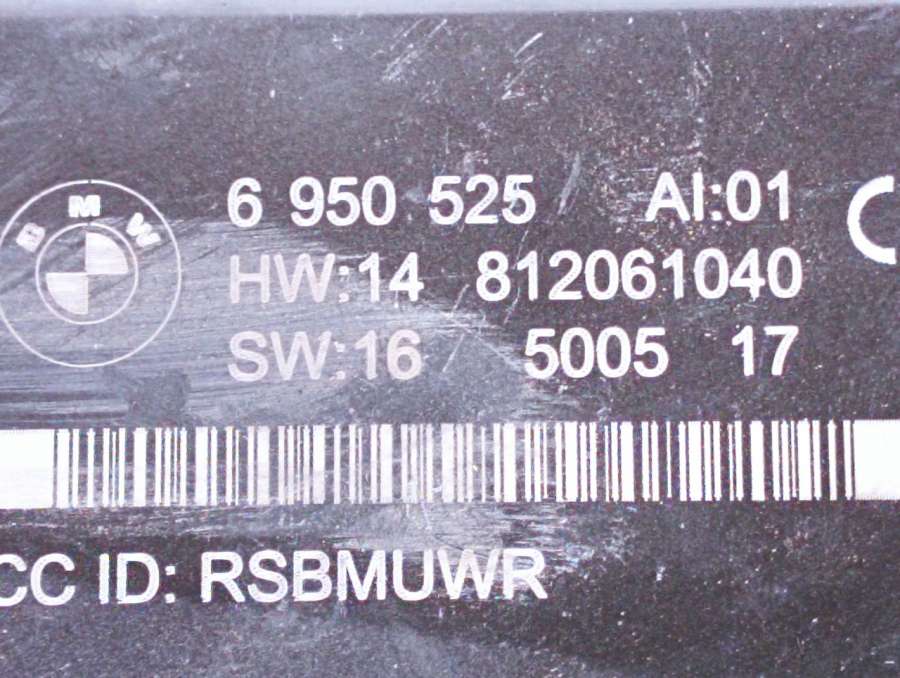 BMW
6 950 525 AI:01
HW:14 812061040
SW:16 5005 17
CC ID: RSBMUWR